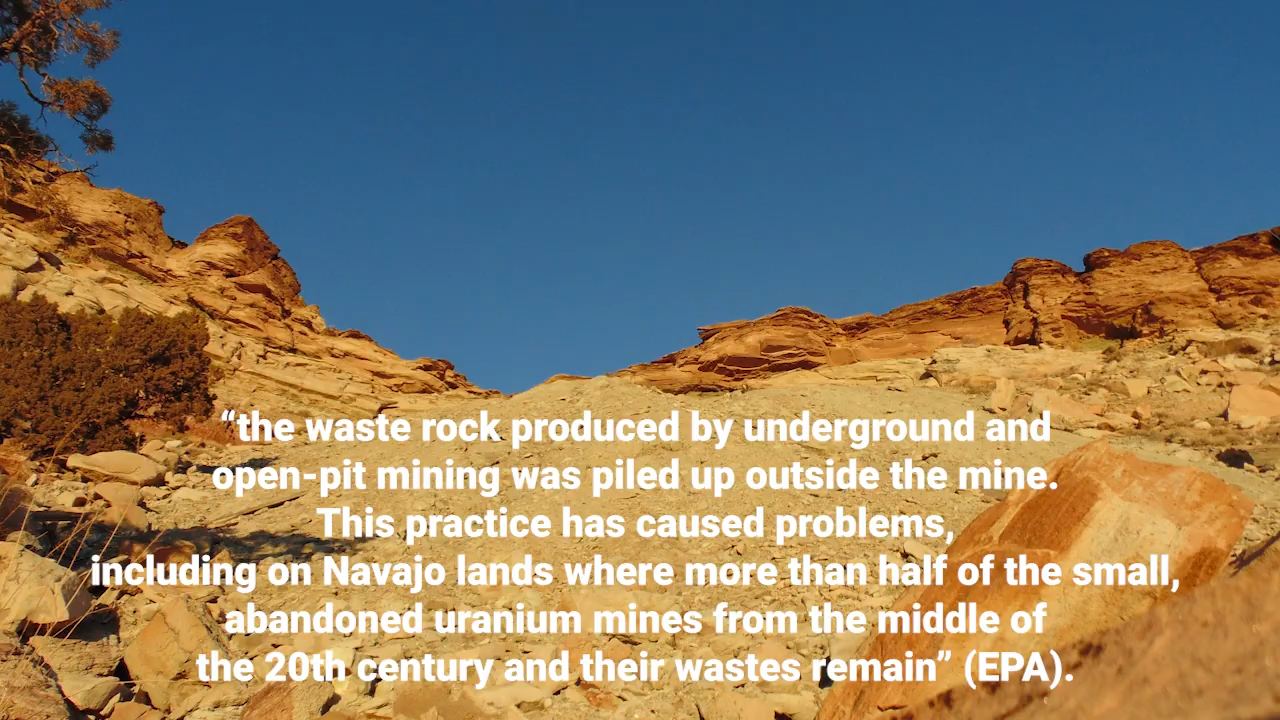 “the waste rock produced by underground and
open-pit mining was piled up outside the mine.
This practice has caused problems,
including on Navajo lands where more than half of the small,
abandoned uranium mines from the middle of
the 20th century and their wastes remain” (EPA).